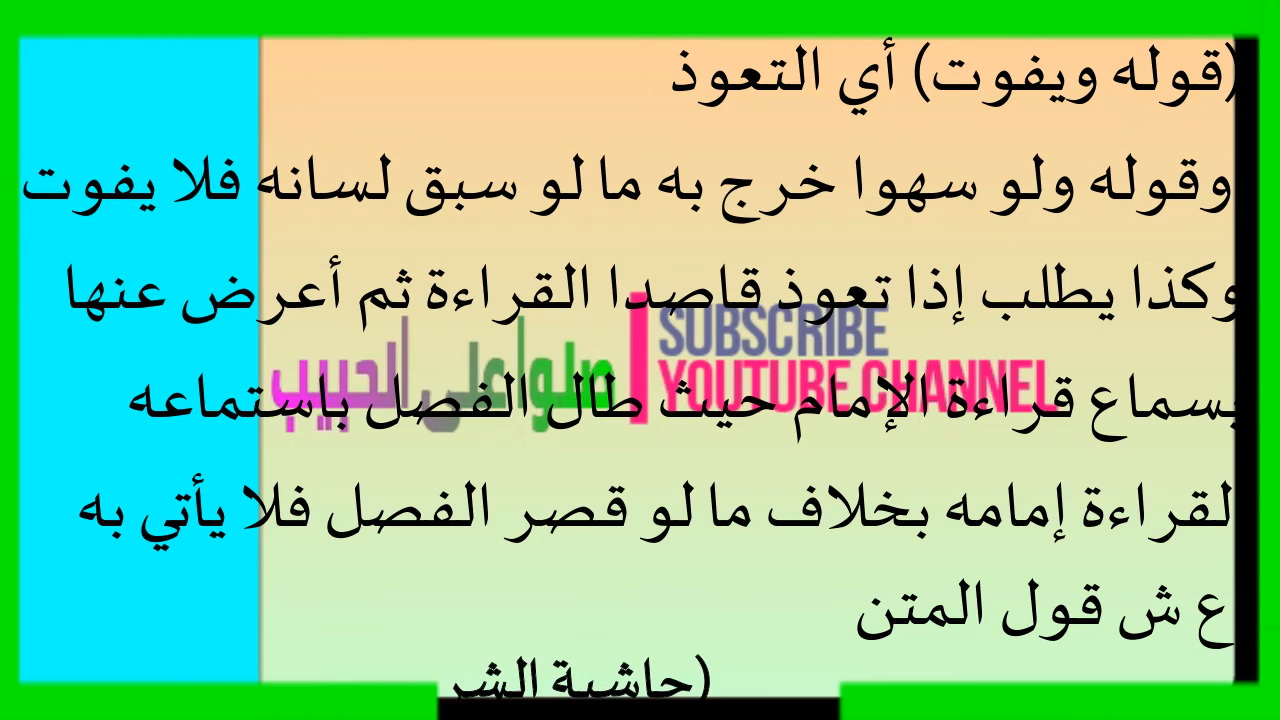 (قوله ويفوت) أي التعوذ
وقوله ولو سهوا خرج به ما لو سبق لسانه فلا يفوت
وكذا يطلب إذا تعوذ قاصدا القراءة ثم أعرض عنها
بسماع قراءة الإمام حيث طال الفصل باستماعه
لقراءة إمامه بخلاف ما لو قصر الفصل فلا يأتي به
ع ش قول المتن
(حاشية
صلوا على الحبيب
SUBSCRIBE
YOUTUBE CHANNEL